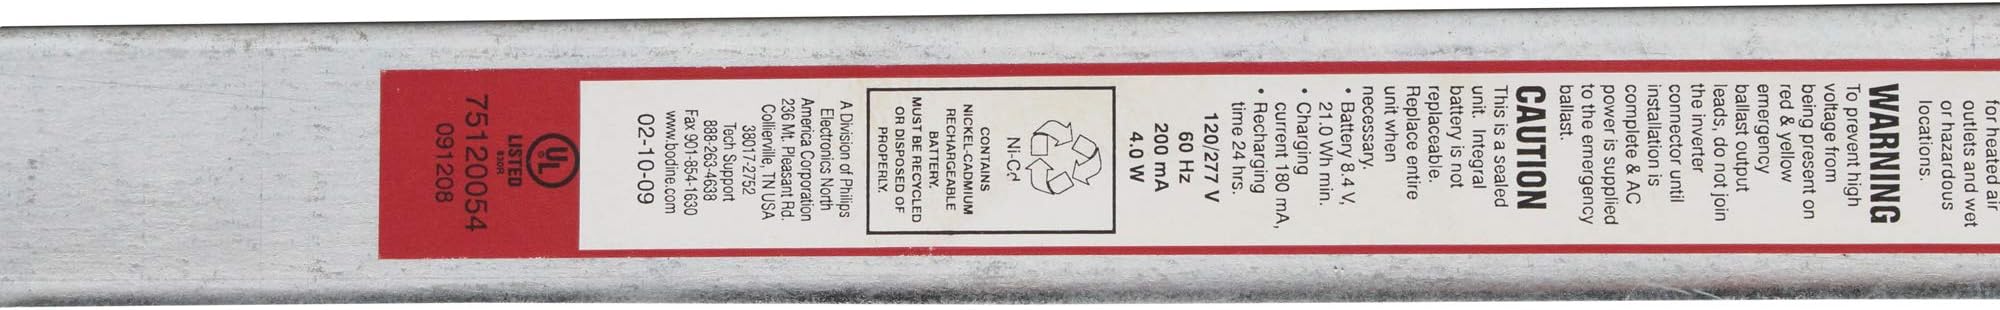 for heated air
outlets and wet
or hazardous
locations.
WARNING
To prevent high
voltage from
being present on
red & yellow
emergency
ballast output
leads, do not join
the inverter
connector until
installation is
complete & AC
power is supplied
to the emergency
ballast.
CAUTION
This is a sealed
unit. Integral
battery is not
replaceable.
Replace entire
unit when
necessary.
• Battery 8.4 V,
21.0 Wh min.
• Charging
current 180 mA,
• Recharging
time 24 hrs.
120/277 V
60 Hz
200 mA
4.0 W
Ni-Cd
CONTAINS
NICKEL-CADMIUM
RECHARGEABLE
BATTERY.
MUST BE RECYCLED
OR DISPOSED OF
PROPERLY.
A Division of Philips
Electronics North
America Corporation
236 Mt. Pleasant Rd.
Collierville, TN USA
38017-2752
Tech Support
888-263-4638
Fax 901-854-1630
www.bodine.com
02-10-09
UL
®
LISTED
930R
75120054
091208